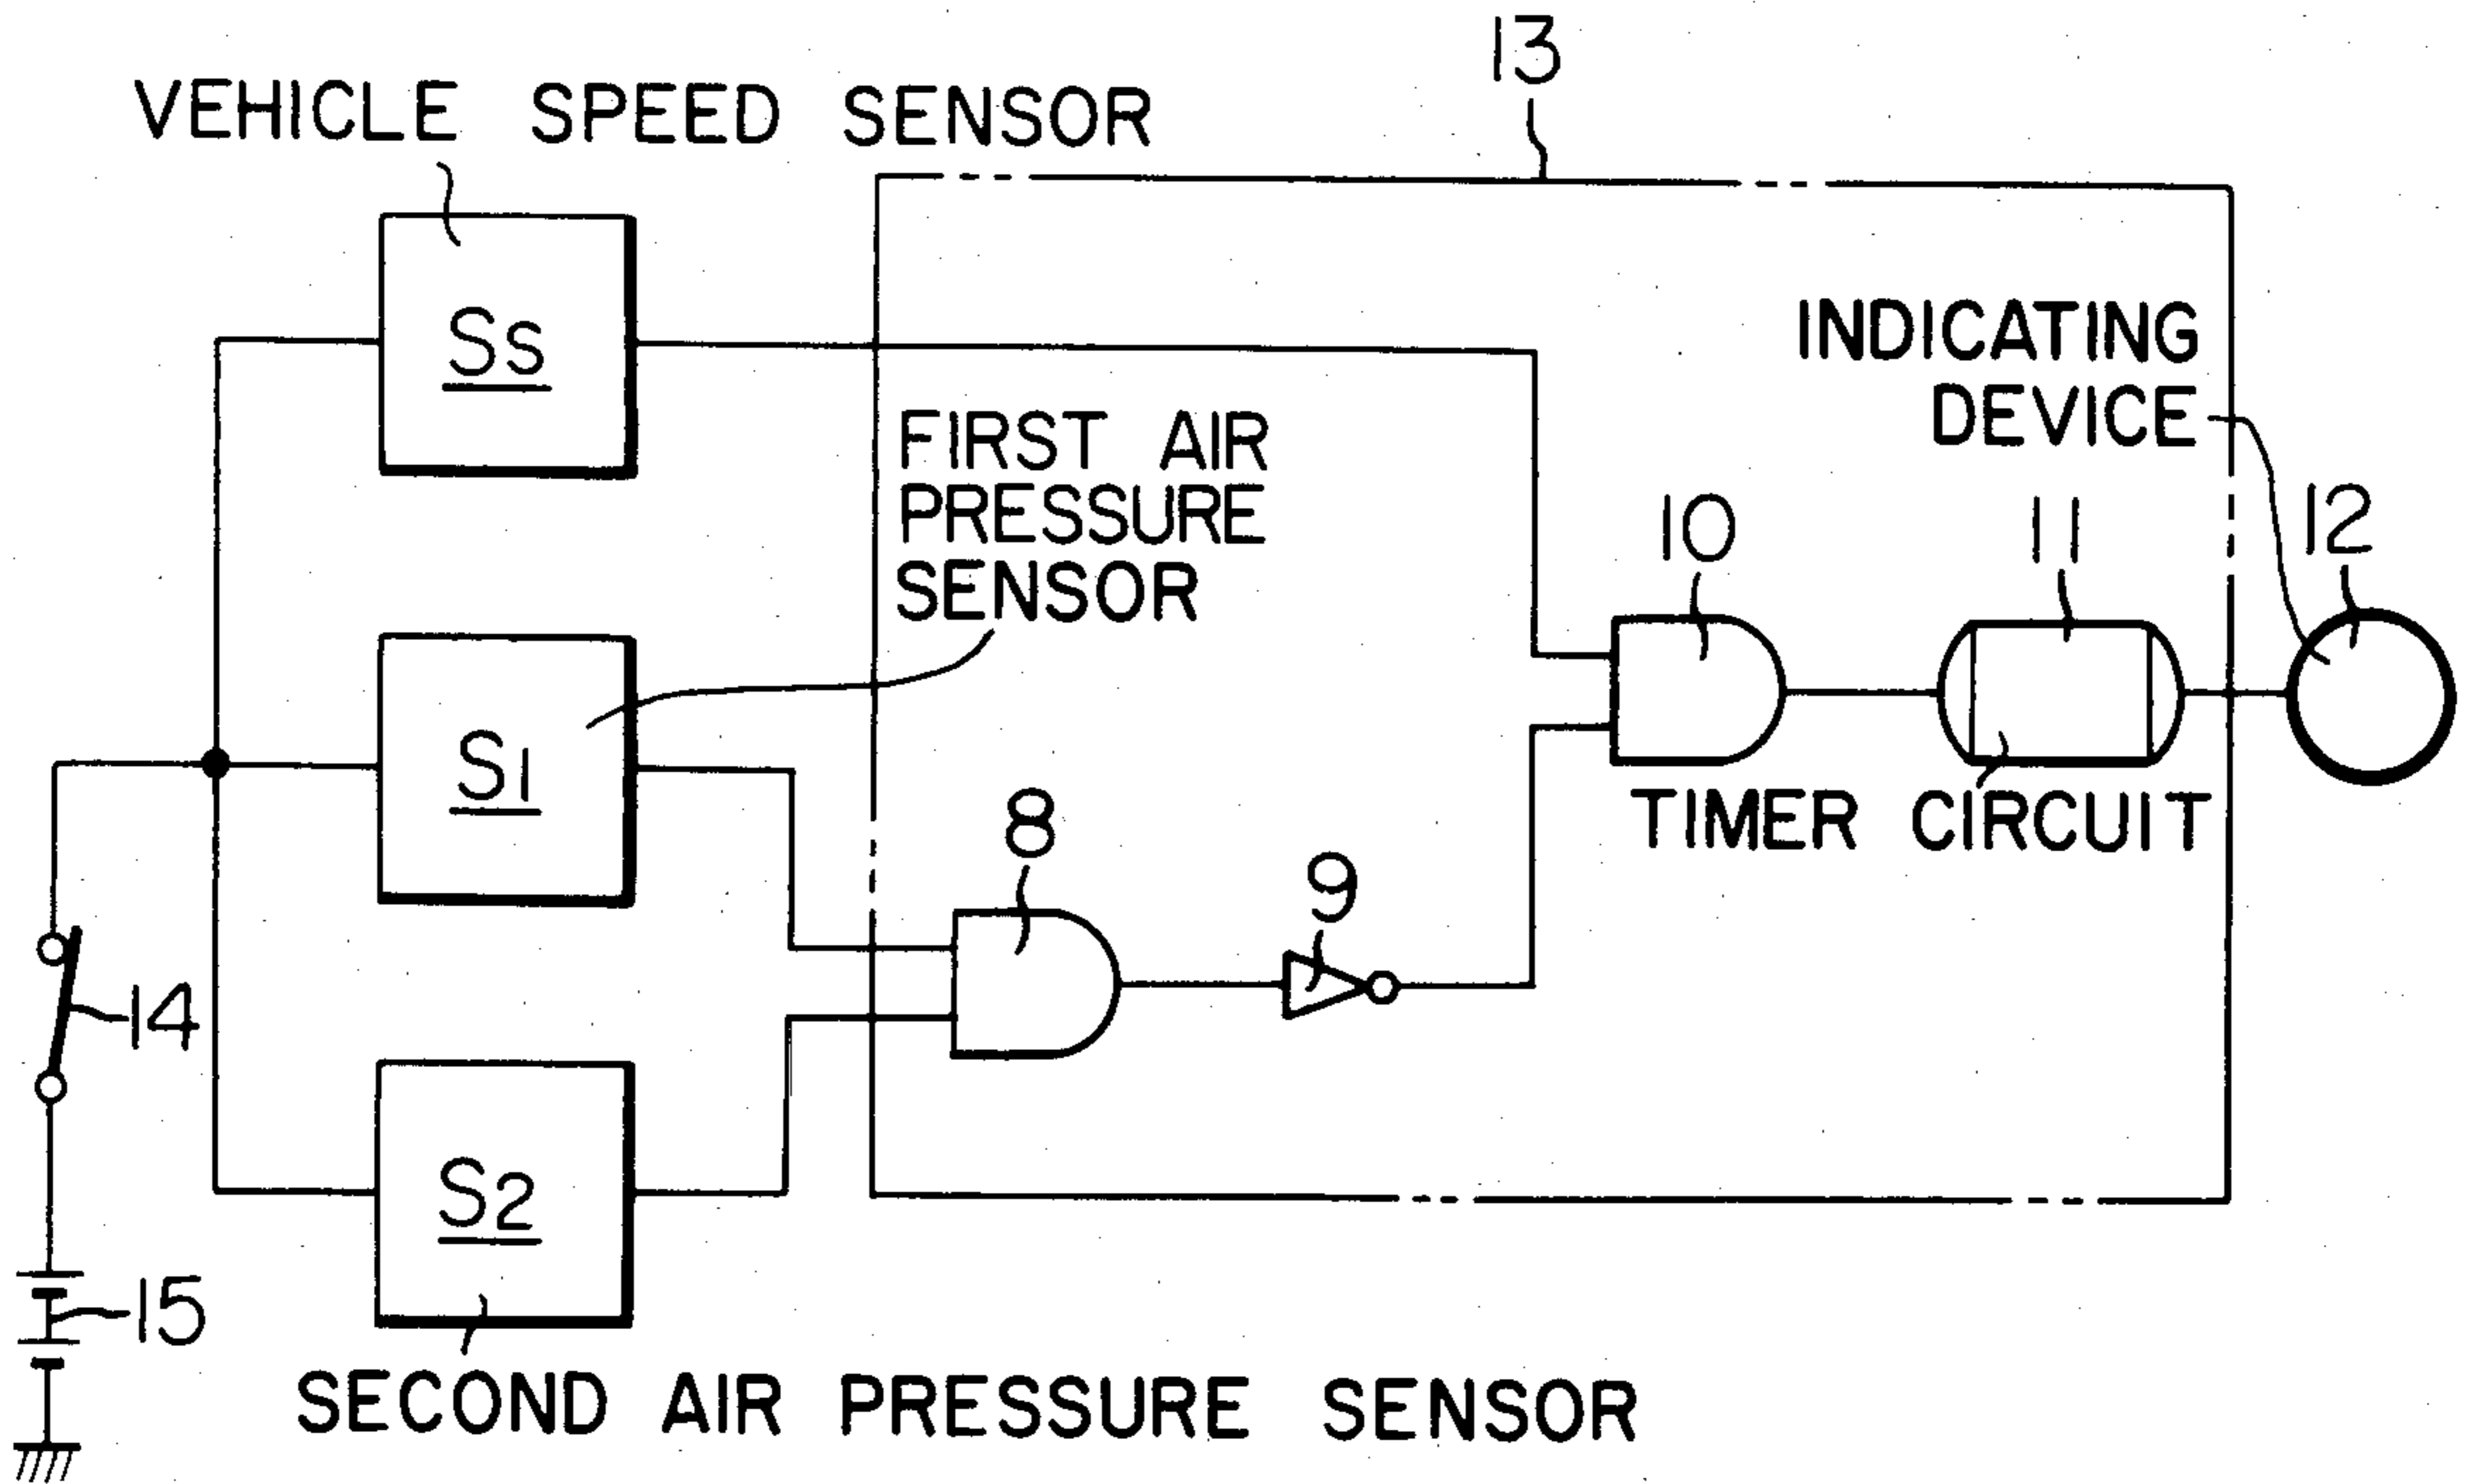 13
VEHICLE SPEED SENSOR
Ss
INDICATING
DEVICE
FIRST AIR
PRESSURE
SENSOR
10
11
12
S1
8
TIMER CIRCUIT
9
14
S2
15
SECOND AIR PRESSURE SENSOR